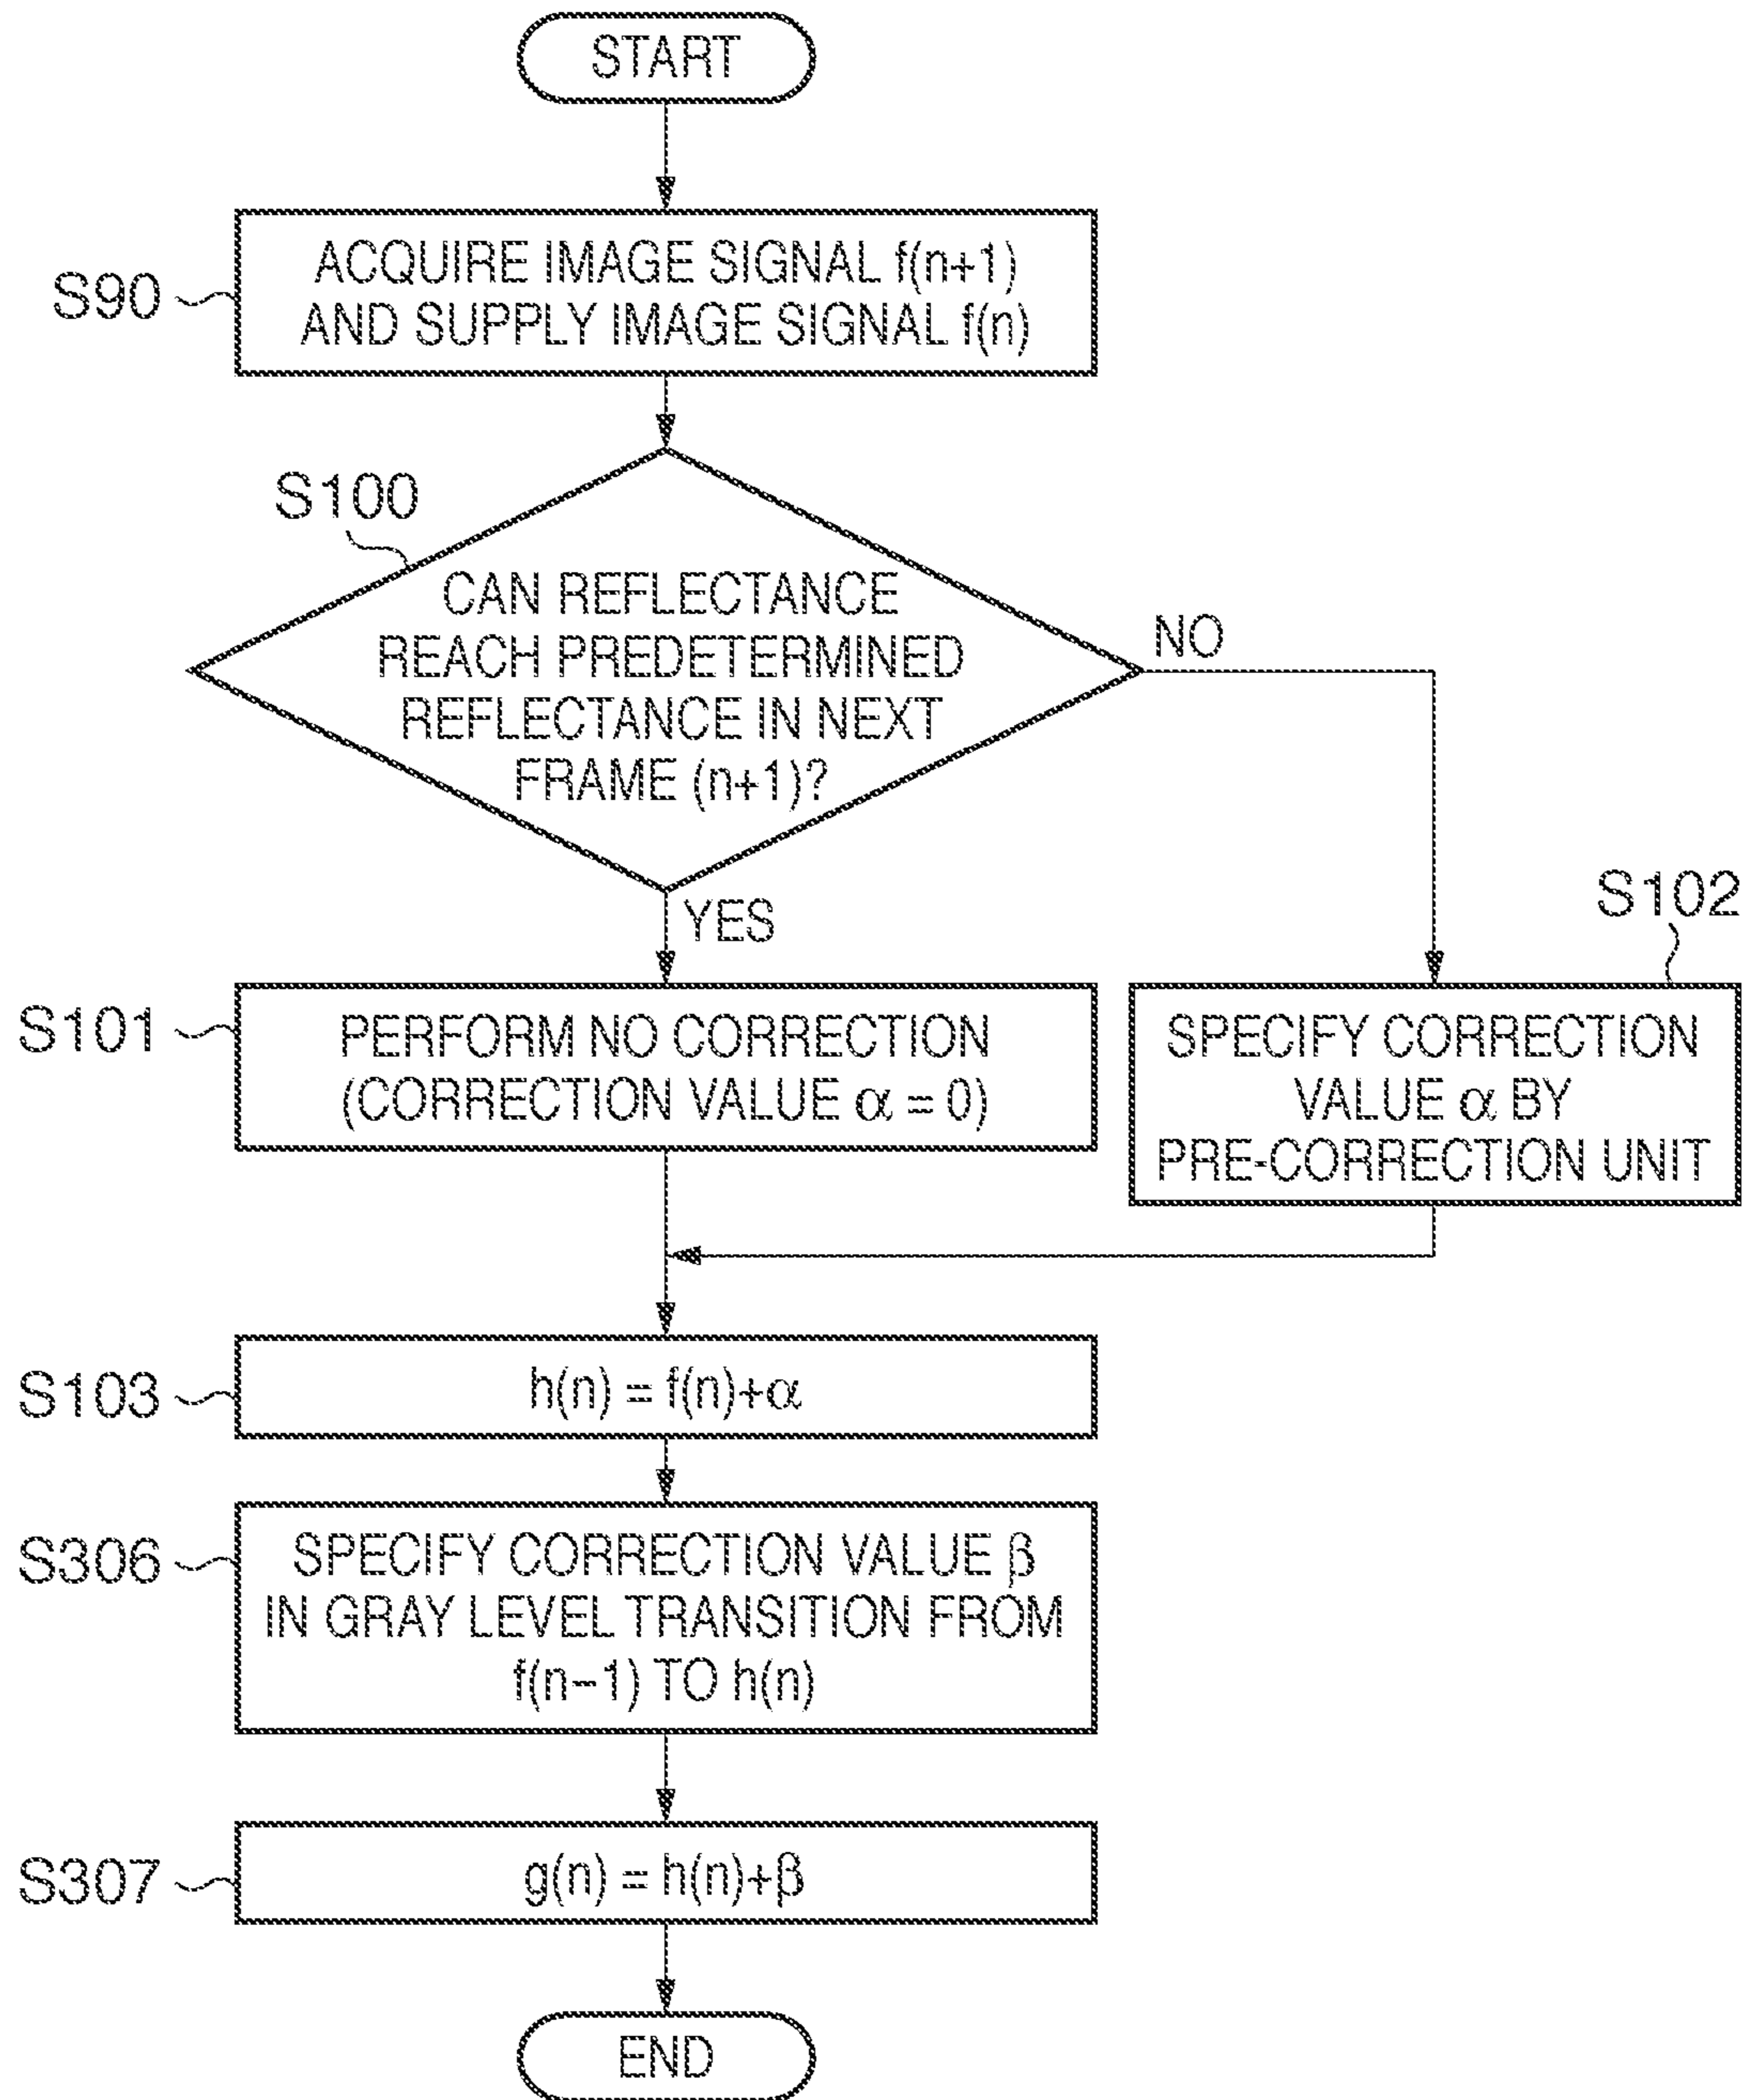 START
S90
ACQUIRE IMAGE SIGNAL f(n+1)
AND SUPPLY IMAGE SIGNAL f(n)
S100
CAN REFLECTANCE
REACH PREDETERMINED
REFLECTANCE IN NEXT
FRAME (n+1)?
NO
YES
S101
PERFORM NO CORRECTION
(CORRECTION VALUE α = 0)
S102
SPECIFY CORRECTION
VALUE α BY
PRE-CORRECTION UNIT
S103
h(n) = f(n)+α
S306
SPECIFY CORRECTION VALUE β
IN GRAY LEVEL TRANSITION FROM
f(n−1) TO h(n)
S307
g(n) = h(n)+β
END